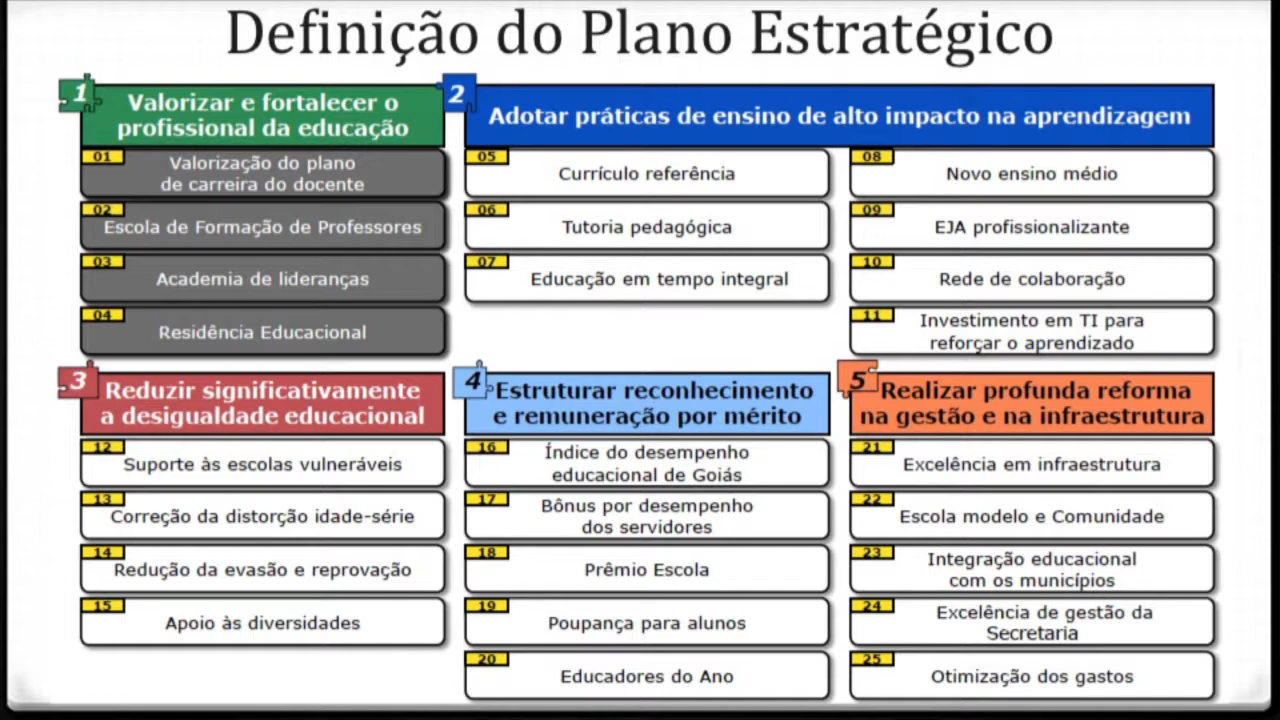 Definição do Plano Estratégico
1
Valorizar e fortalecer o
profissional da educação
01
Valorização do plano
de carreira do docente
02
Escola de Formação de Professores
03
Academia de lideranças
04
Residência Educacional
2
Adotar práticas de ensino de alto impacto na aprendizagem
05
Currículo referência
06
Tutoria pedagógica
07
Educação em tempo integral
08
Novo ensino médio
09
EJA profissionalizante
10
Rede de colaboração
11
Investimento em TI para
reforçar o aprendizado
3
Reduzir significativamente
a desigualdade educacional
12
Suporte às escolas vulneráveis
13
Correção da distorção idade-série
14
Redução da evasão e reprovação
15
Apoio às diversidades
4
Estruturar reconhecimento
e remuneração por mérito
16
Índice do desempenho
educacional de Goiás
17
Bônus por desempenho
dos servidores
18
Prêmio Escola
19
Poupança para alunos
20
Educadores do Ano
5
Realizar profunda reforma
na gestão e na infraestrutura
21
Excelência em infraestrutura
22
Escola modelo e Comunidade
23
Integração educacional
com os municípios
24
Excelência de gestão da
Secretaria
25
Otimização dos gastos